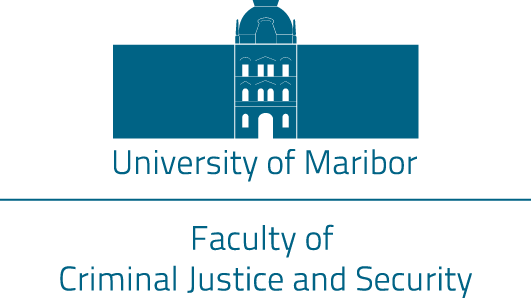 University of Maribor
Faculty of
Criminal Justice and Security